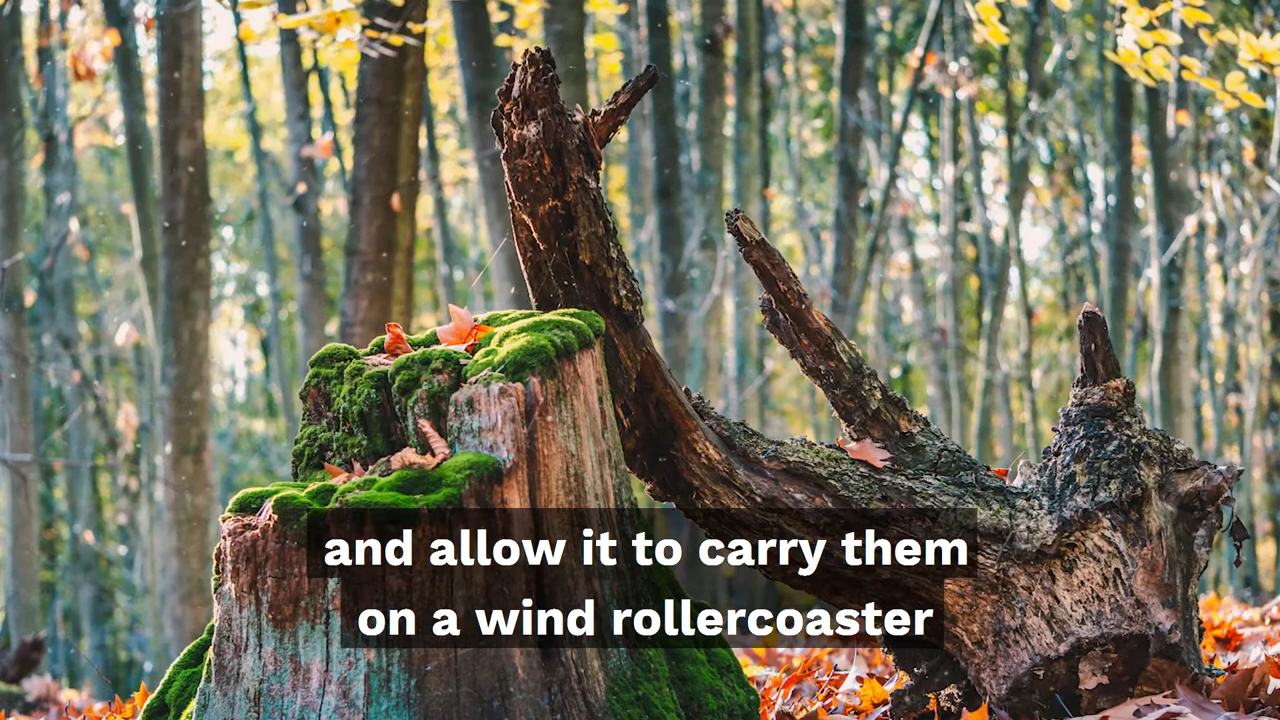 and allow it to carry them
on a wind rollercoaster